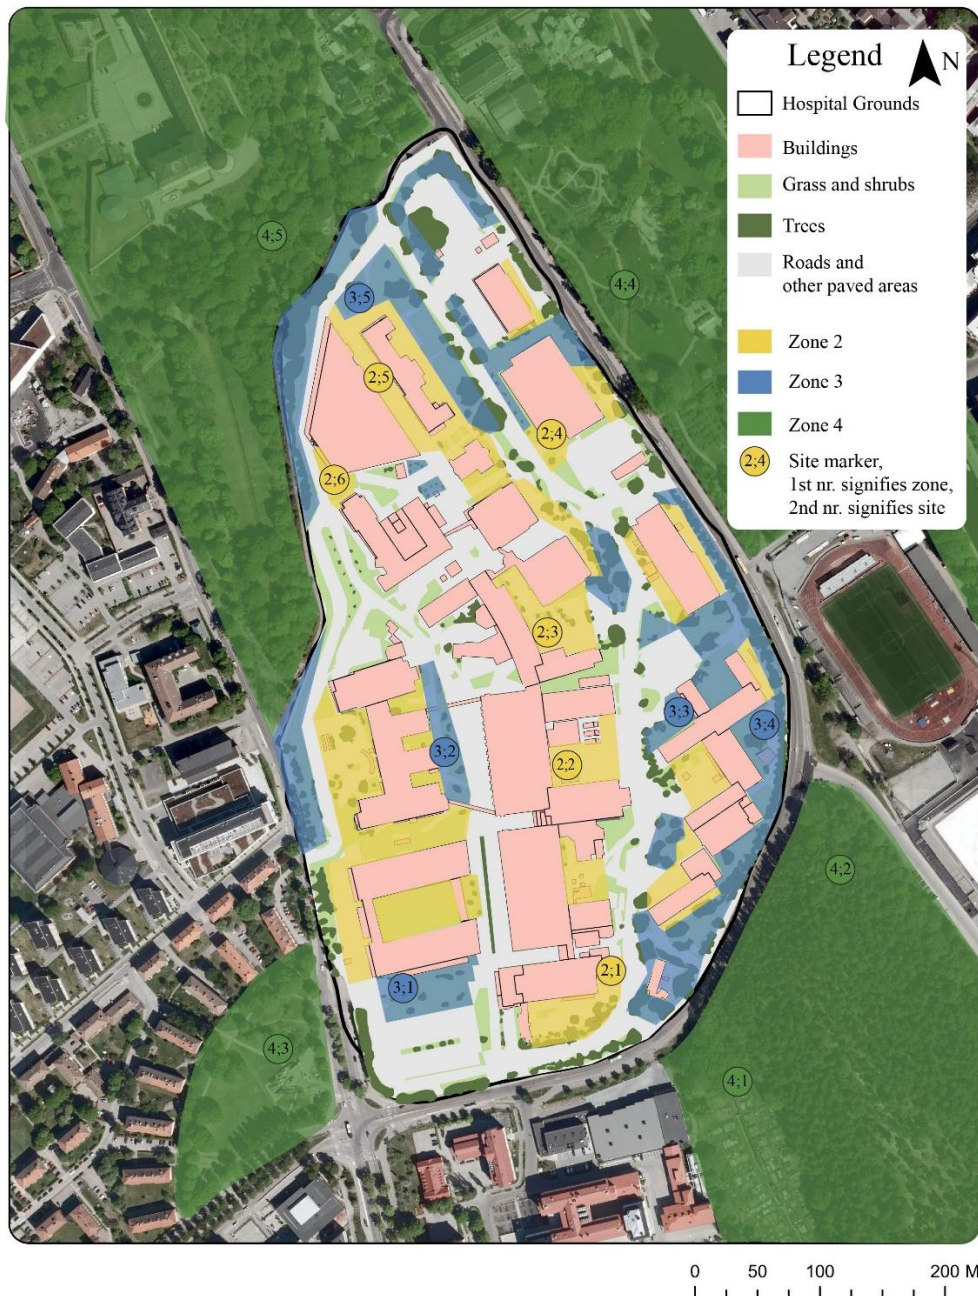 Legend
N
Hospital Grounds
Buildings
Grass and shrubs
Trees
Roads and
other paved areas
Zone 2
Zone 3
Zone 4
2;4
Site marker,
1st nr. signifies zone,
2nd nr. signifies site
4;5
4;4
3;5
2;5
2;4
2;6
2;3
3;3
3;4
3;2
2;2
4;2
2;1
3;1
4;3
4;1
0 50 100 200 M